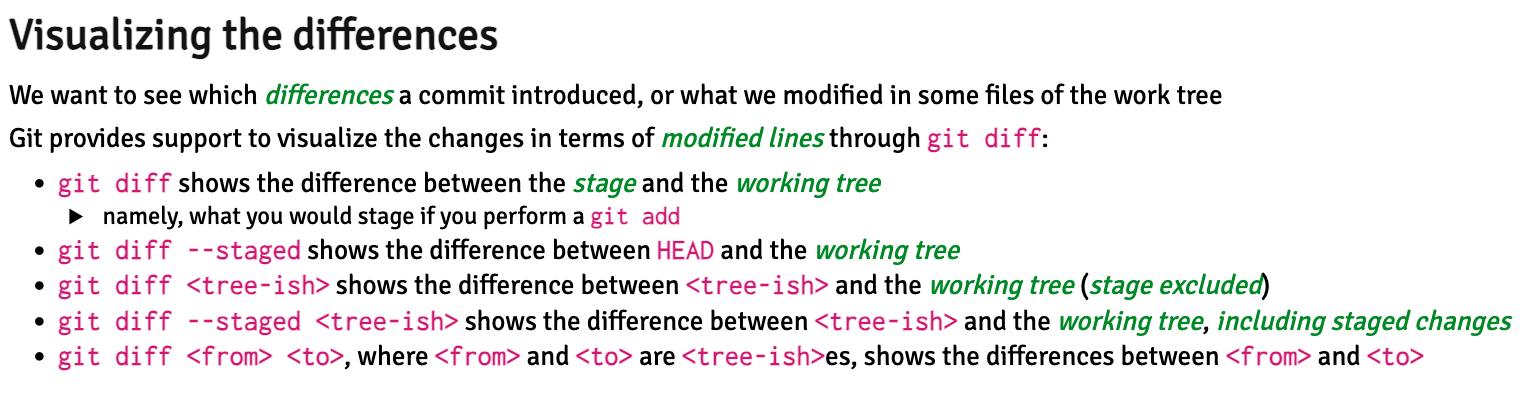 Visualizing the differences
We want to see which differences a commit introduced, or what we modified in some files of the work tree
Git provides support to visualize the changes in terms of modified lines through git diff:
• git diff shows the difference between the stage and the working tree
▶ namely, what you would stage if you perform a git add
• git diff --staged shows the difference between HEAD and the working tree
• git diff <tree-ish> shows the difference between <tree-ish> and the working tree (stage excluded)
• git diff --staged <tree-ish> shows the difference between <tree-ish> and the working tree, including staged changes
• git diff <from> <to>, where <from> and <to> are <tree-ish>es, shows the differences between <from> and <to>